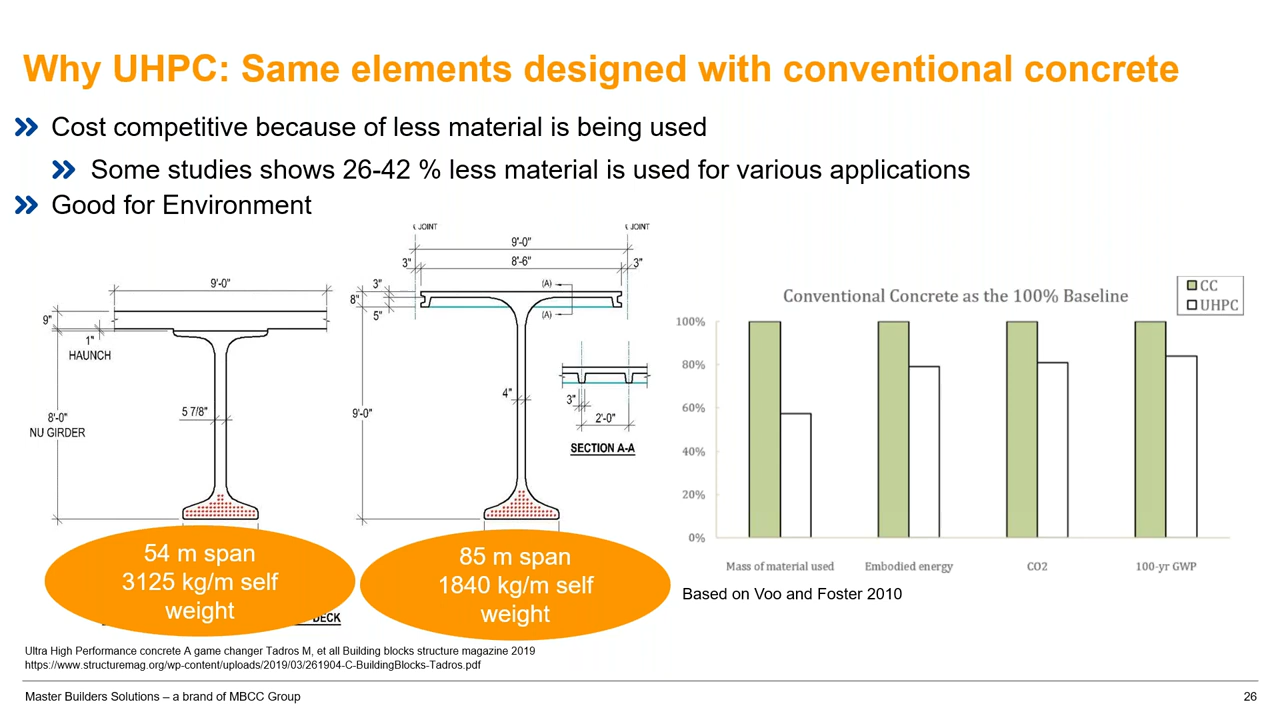 Why UHPC: Same elements designed with conventional concrete
Cost competitive because of less material is being used
Some studies shows 26-42 % less material is used for various applications
Good for Environment
9'-0"
9"
1"
HAUNCH
8'-0"
NU GIRDER
5 7/8"
54 m span
3125 kg/m self
weight
DECK
JOINT
JOINT
9'-0"
3"
8'-6"
3"
3"
8"
5"
(A)
(A)
4"
9'-0"
3"
2'-0"
SECTION A-A
85 m span
1840 kg/m self
weight
Conventional Concrete as the 100% Baseline
CC
UHPC
100%
80%
60%
40%
20%
0%
Mass of material used
Embodied energy
CO2
100-yr GWP
Based on Voo and Foster 2010
Ultra High Performance concrete A game changer Tadros M, et all Building blocks structure magazine 2019
https://www.structuremag.org/wp-content/uploads/2019/03/261904-C-BuildingBlocks-Tadros.pdf
Master Builders Solutions – a brand of MBCC Group
26